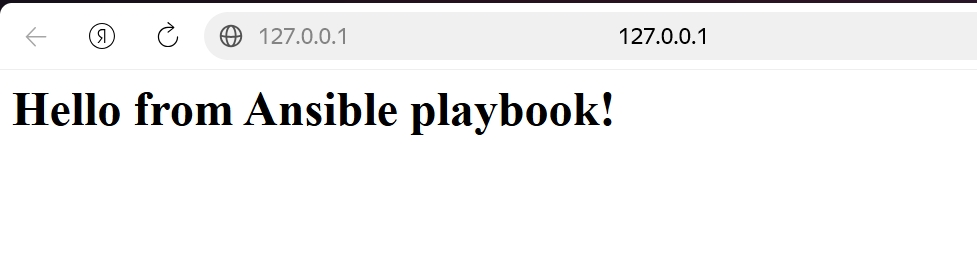 Я 127.0.0.1 127.0.0.1
Hello from Ansible playbook!